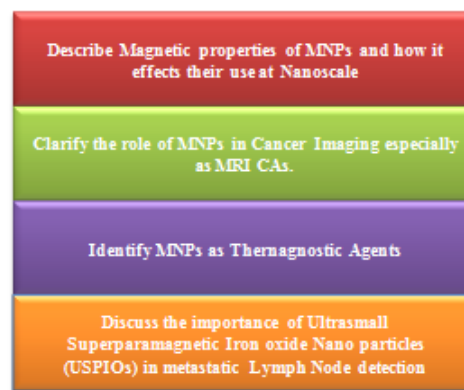 Describe Magnetic properties of MNPs and how it
effects their use at Nanoscale
Clarify the role of MNPs in Cancer Imaging especially
as MRI CAs.
Identify MNPs as Thernagnostic Agents
Discuss the importance of Ultrasmall
Superparamagnetic Iron oxide Nano particles
(USPIOs) in metastatic Lymph Node detection